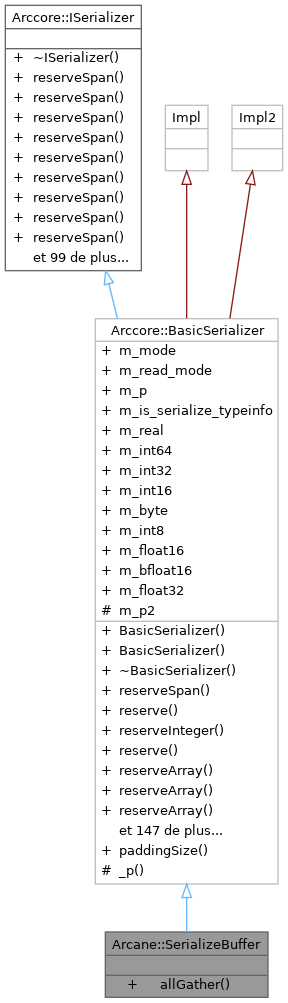 Arccore::ISerializer
+ ~ISerializer()
+ reserveSpan()
+ reserveSpan()
+ reserveSpan()
+ reserveSpan()
+ reserveSpan()
+ reserveSpan()
+ reserveSpan()
+ reserveSpan()
+ reserveSpan()
et 99 de plus...
Impl
Impl2
Arccore::BasicSerializer
+ m_mode
+ m_read_mode
+ m_p
+ m_is_serialize_typeinfo
+ m_real
+ m_int64
+ m_int32
+ m_int16
+ m_byte
+ m_int8
+ m_float16
+ m_bfloat16
+ m_float32
# m_p2
+ BasicSerializer()
+ BasicSerializer()
+ ~BasicSerializer()
+ reserveSpan()
+ reserve()
+ reserveInteger()
+ reserve()
+ reserveArray()
+ reserveArray()
+ reserveArray()
et 147 de plus...
+ paddingSize()
# _p()
Arcane::SerializeBuffer
+ allGather()